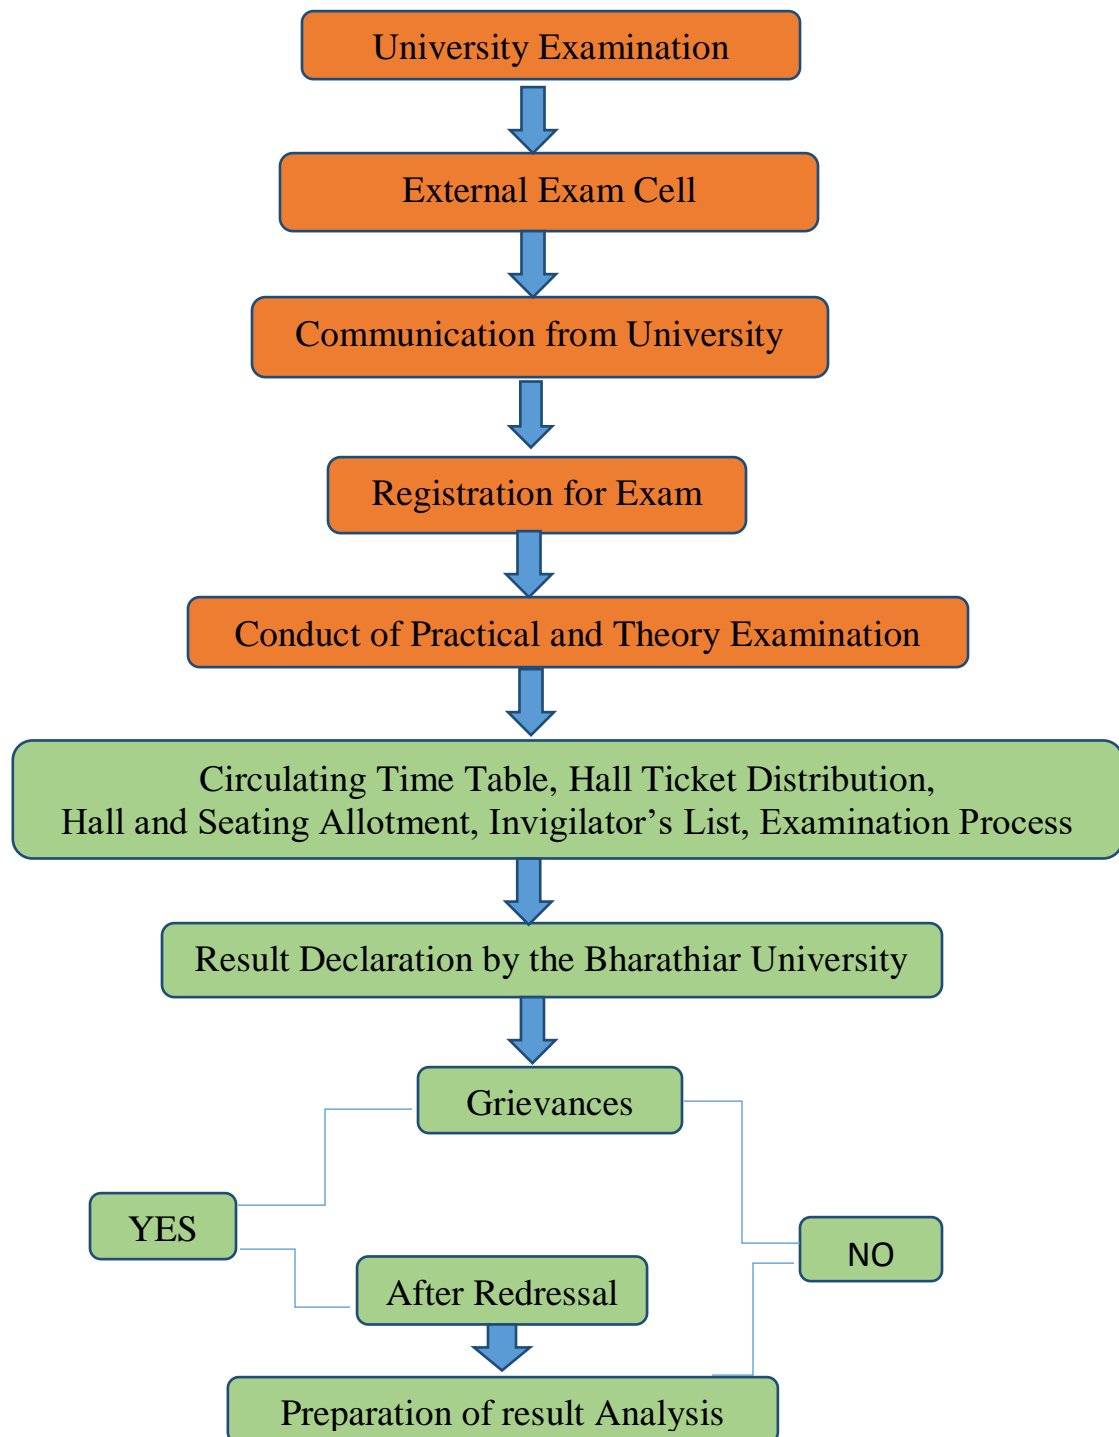 University Examination
External Exam Cell
Communication from University
Registration for Exam
Conduct of Practical and Theory Examination
Circulating Time Table, Hall Ticket Distribution,
Hall and Seating Allotment, Invigilator’s List, Examination Process
Result Declaration by the Bharathiar University
Grievances
YES
NO
After Redressal
Preparation of result Analysis